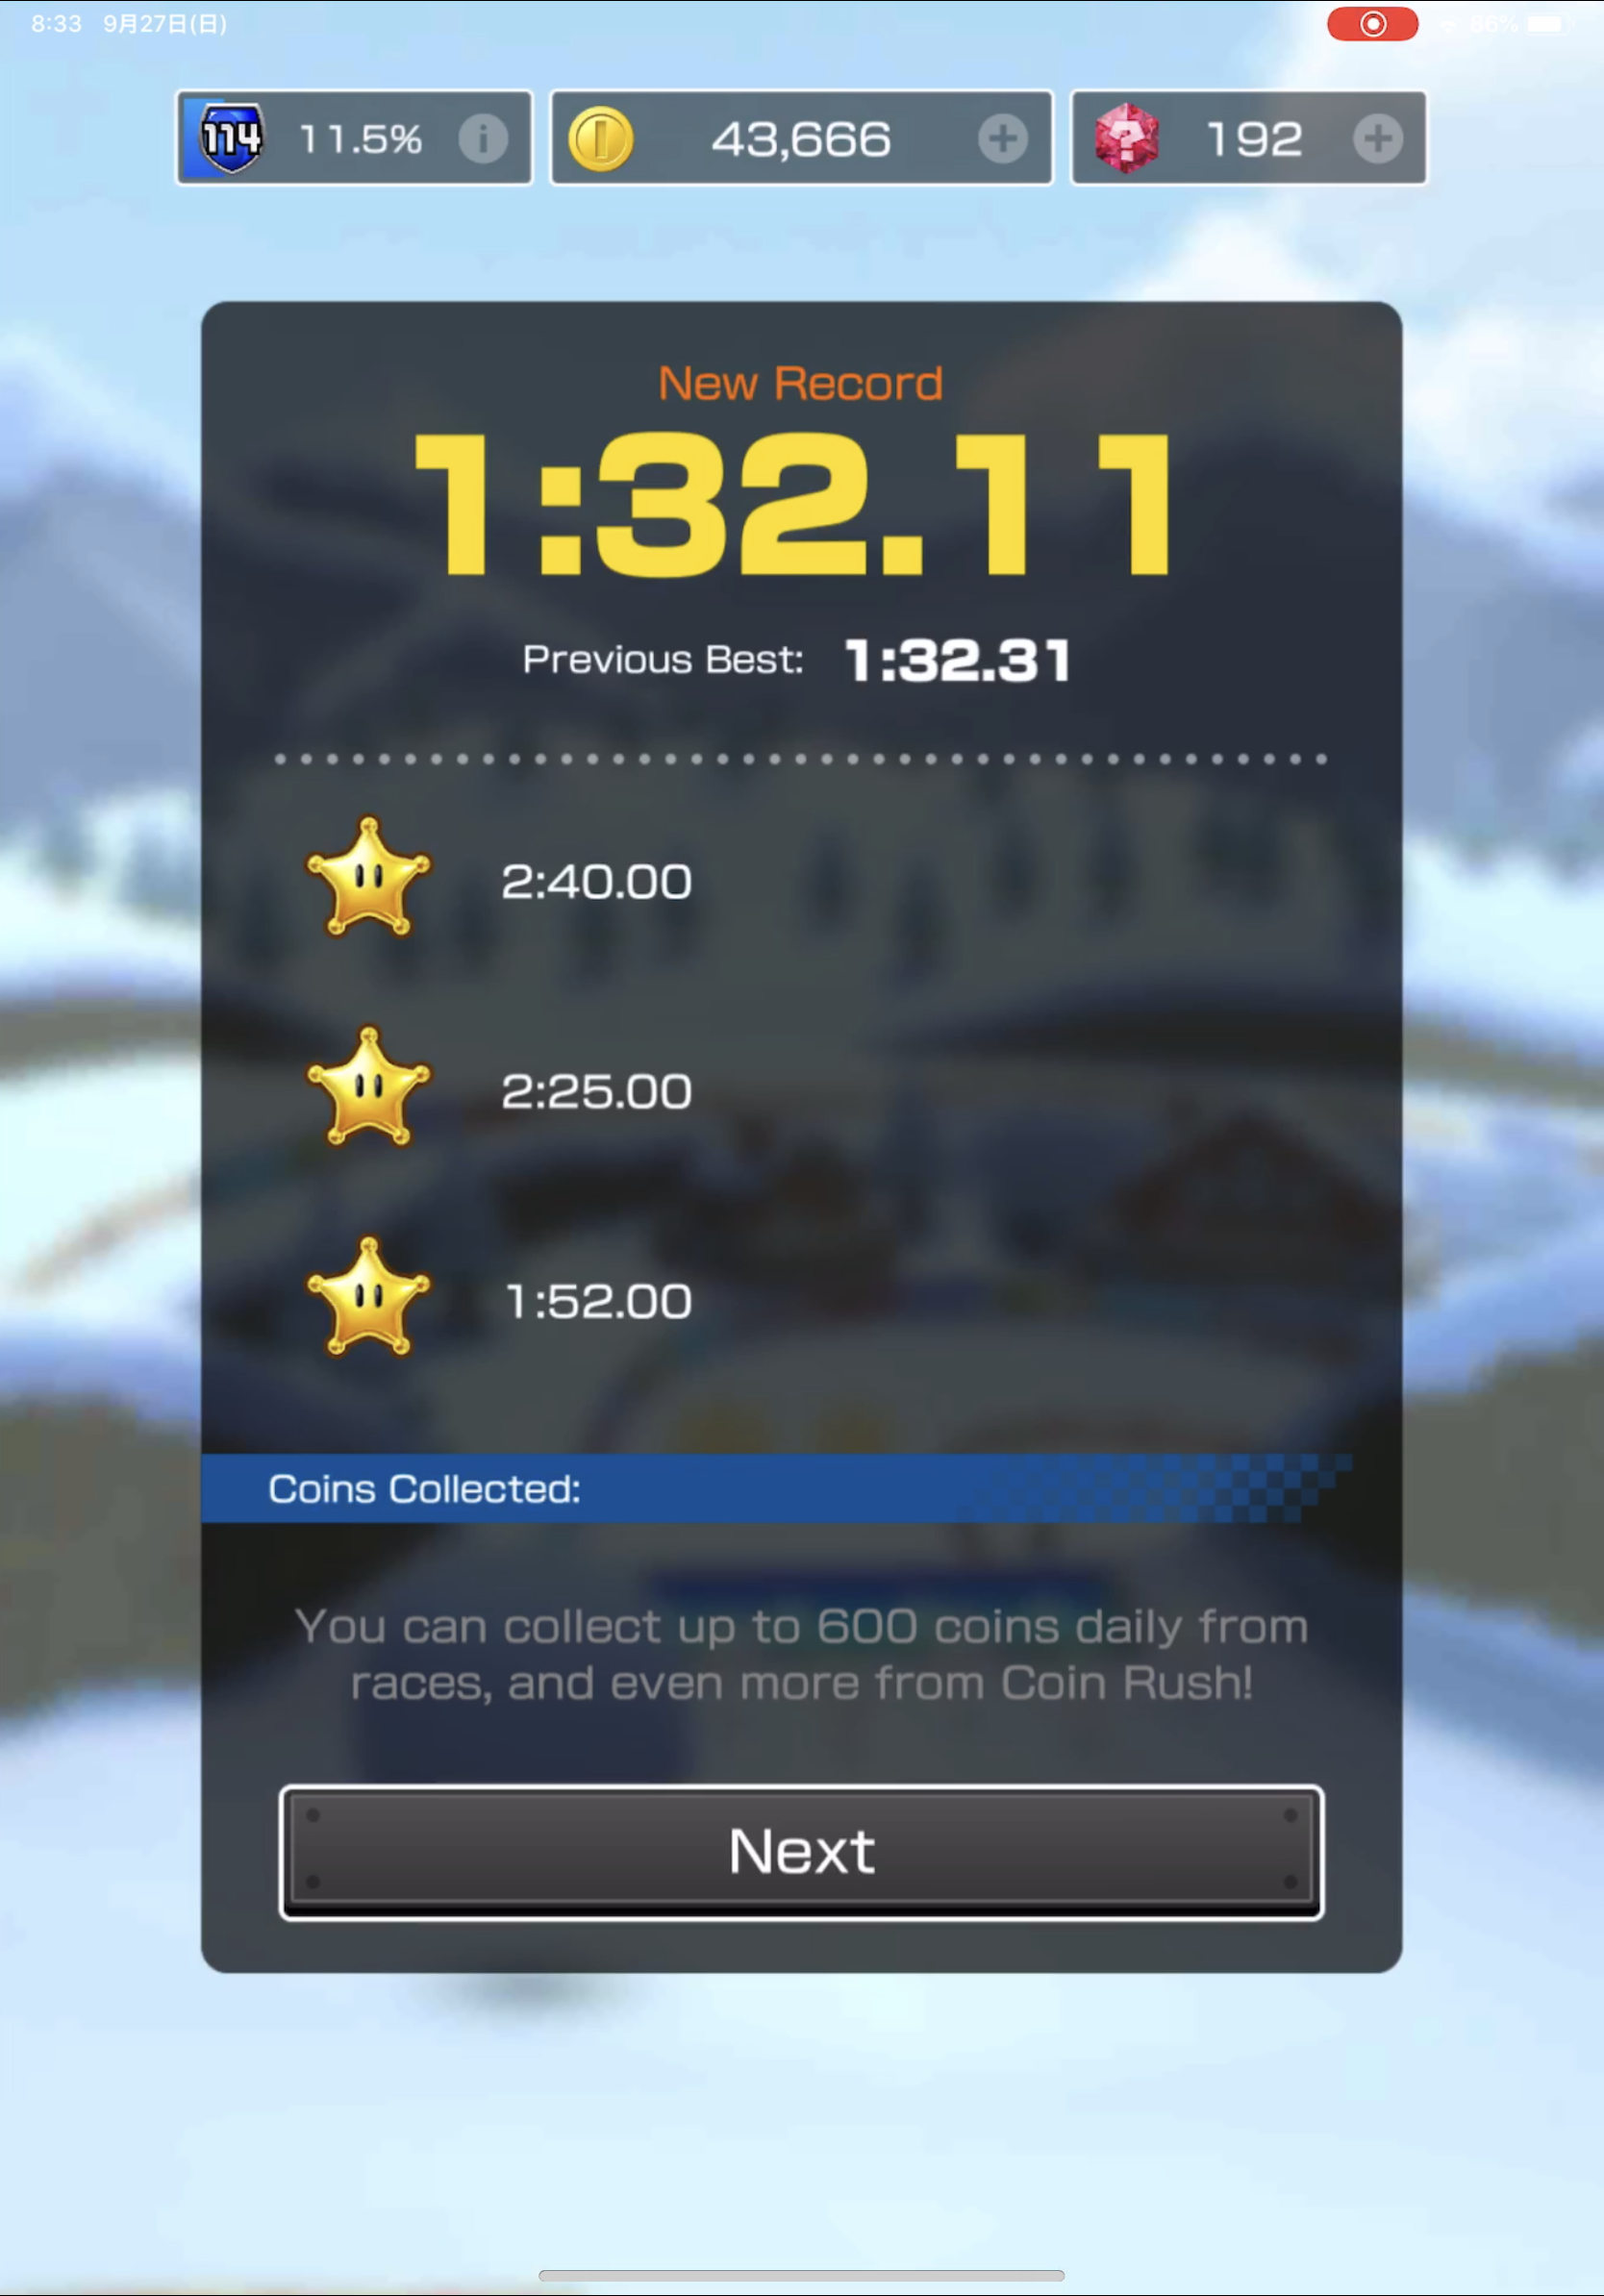 8:33 9月27日(日)
86%
114 11.5% 43,666 192
New Record
1:32.11
Previous Best: 1:32.31
2:40.00
2:25.00
1:52.00
Coins Collected:
You can collect up to 600 coins daily from
races, and even more from Coin Rush!
Next